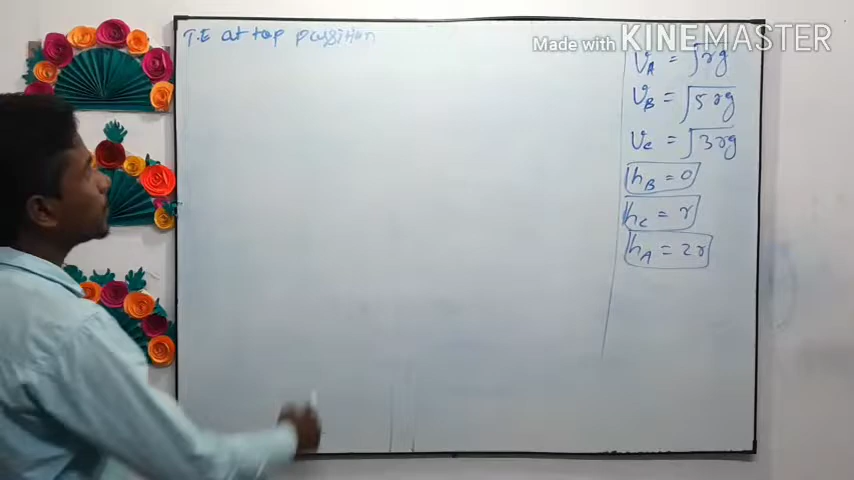 T.E at top position
Made with KINEMASTER
V_A = √rg
V_B = √5rg
V_C = √3rg
h_B = 0
h_C = r
h_A = 2r